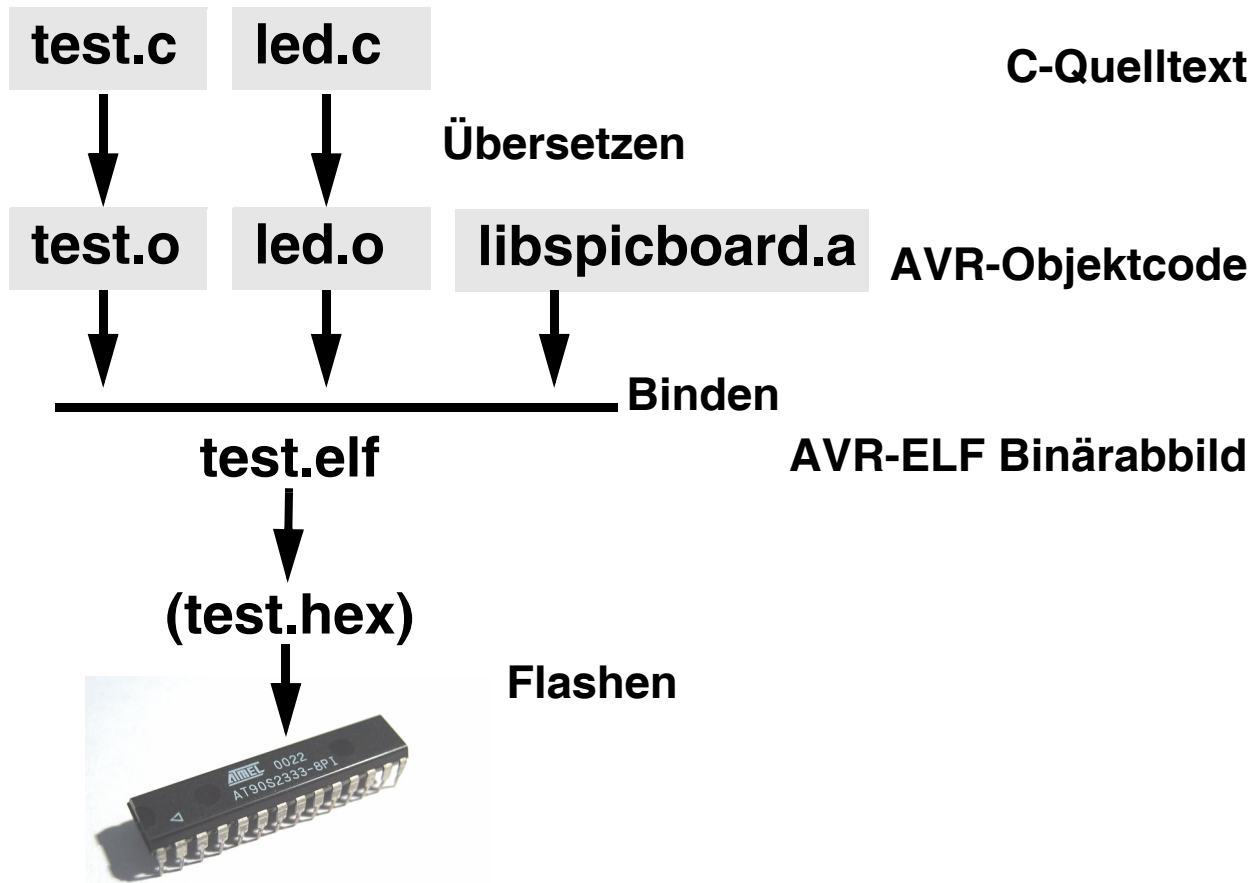 test.c led.c C-Quelltext
Übersetzen
test.o led.o libspicboard.a AVR-Objektcode
Binden
test.elf AVR-ELF Binärabbild
(test.hex)
Flashen
ATMEL 0022
AT90S2333-8PI